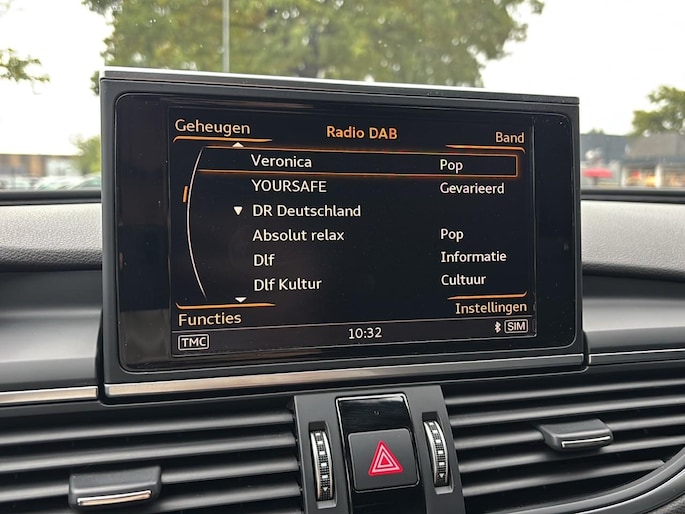 Geheugen Radio DAB Band
Veronica Pop
YOURSAFE Gevarieerd
DR Deutschland
Absolut relax Pop
Dlf Informatie
Dlf Kultur Cultuur
Functies Instellingen
TMC 10:32 SIM